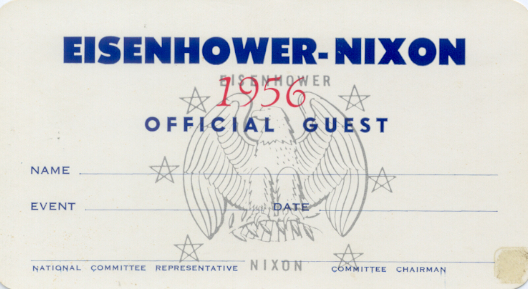 EISENHOWER-NIXON
EISENHOWER
1956
OFFICIAL GUEST
NAME
EVENT DATE
NATIONAL COMMITTEE REPRESENTATIVE NIXON COMMITTEE CHAIRMAN